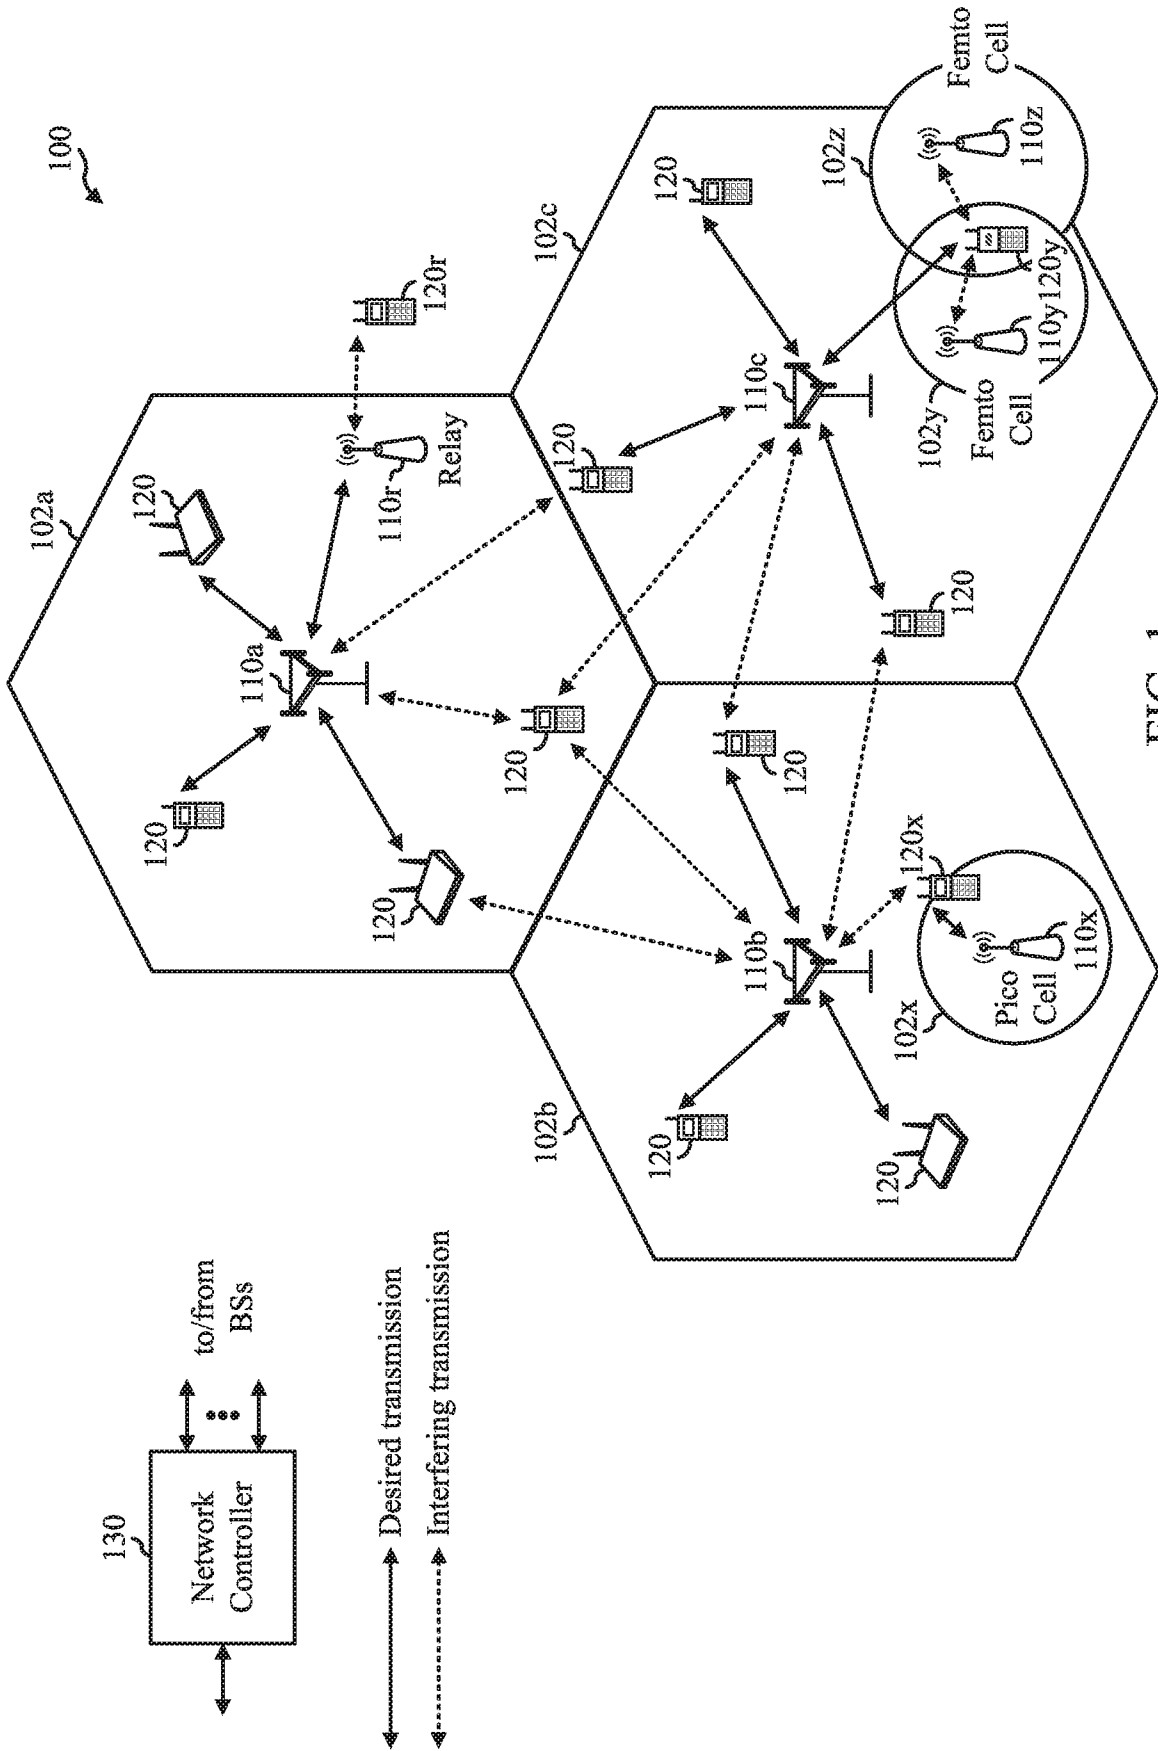 100
130
Network
Controller
to/from
BSs
Desired transmission
Interfering transmission
102a
120
120
110a
120
120
110r
Relay
120r
120
102b
120
110b
120
120
102x
Pico
Cell
110x
120x
102c
120
120
110c
120
102y
Femto
Cell
110y
120y
102z
110z
Femto
Cell